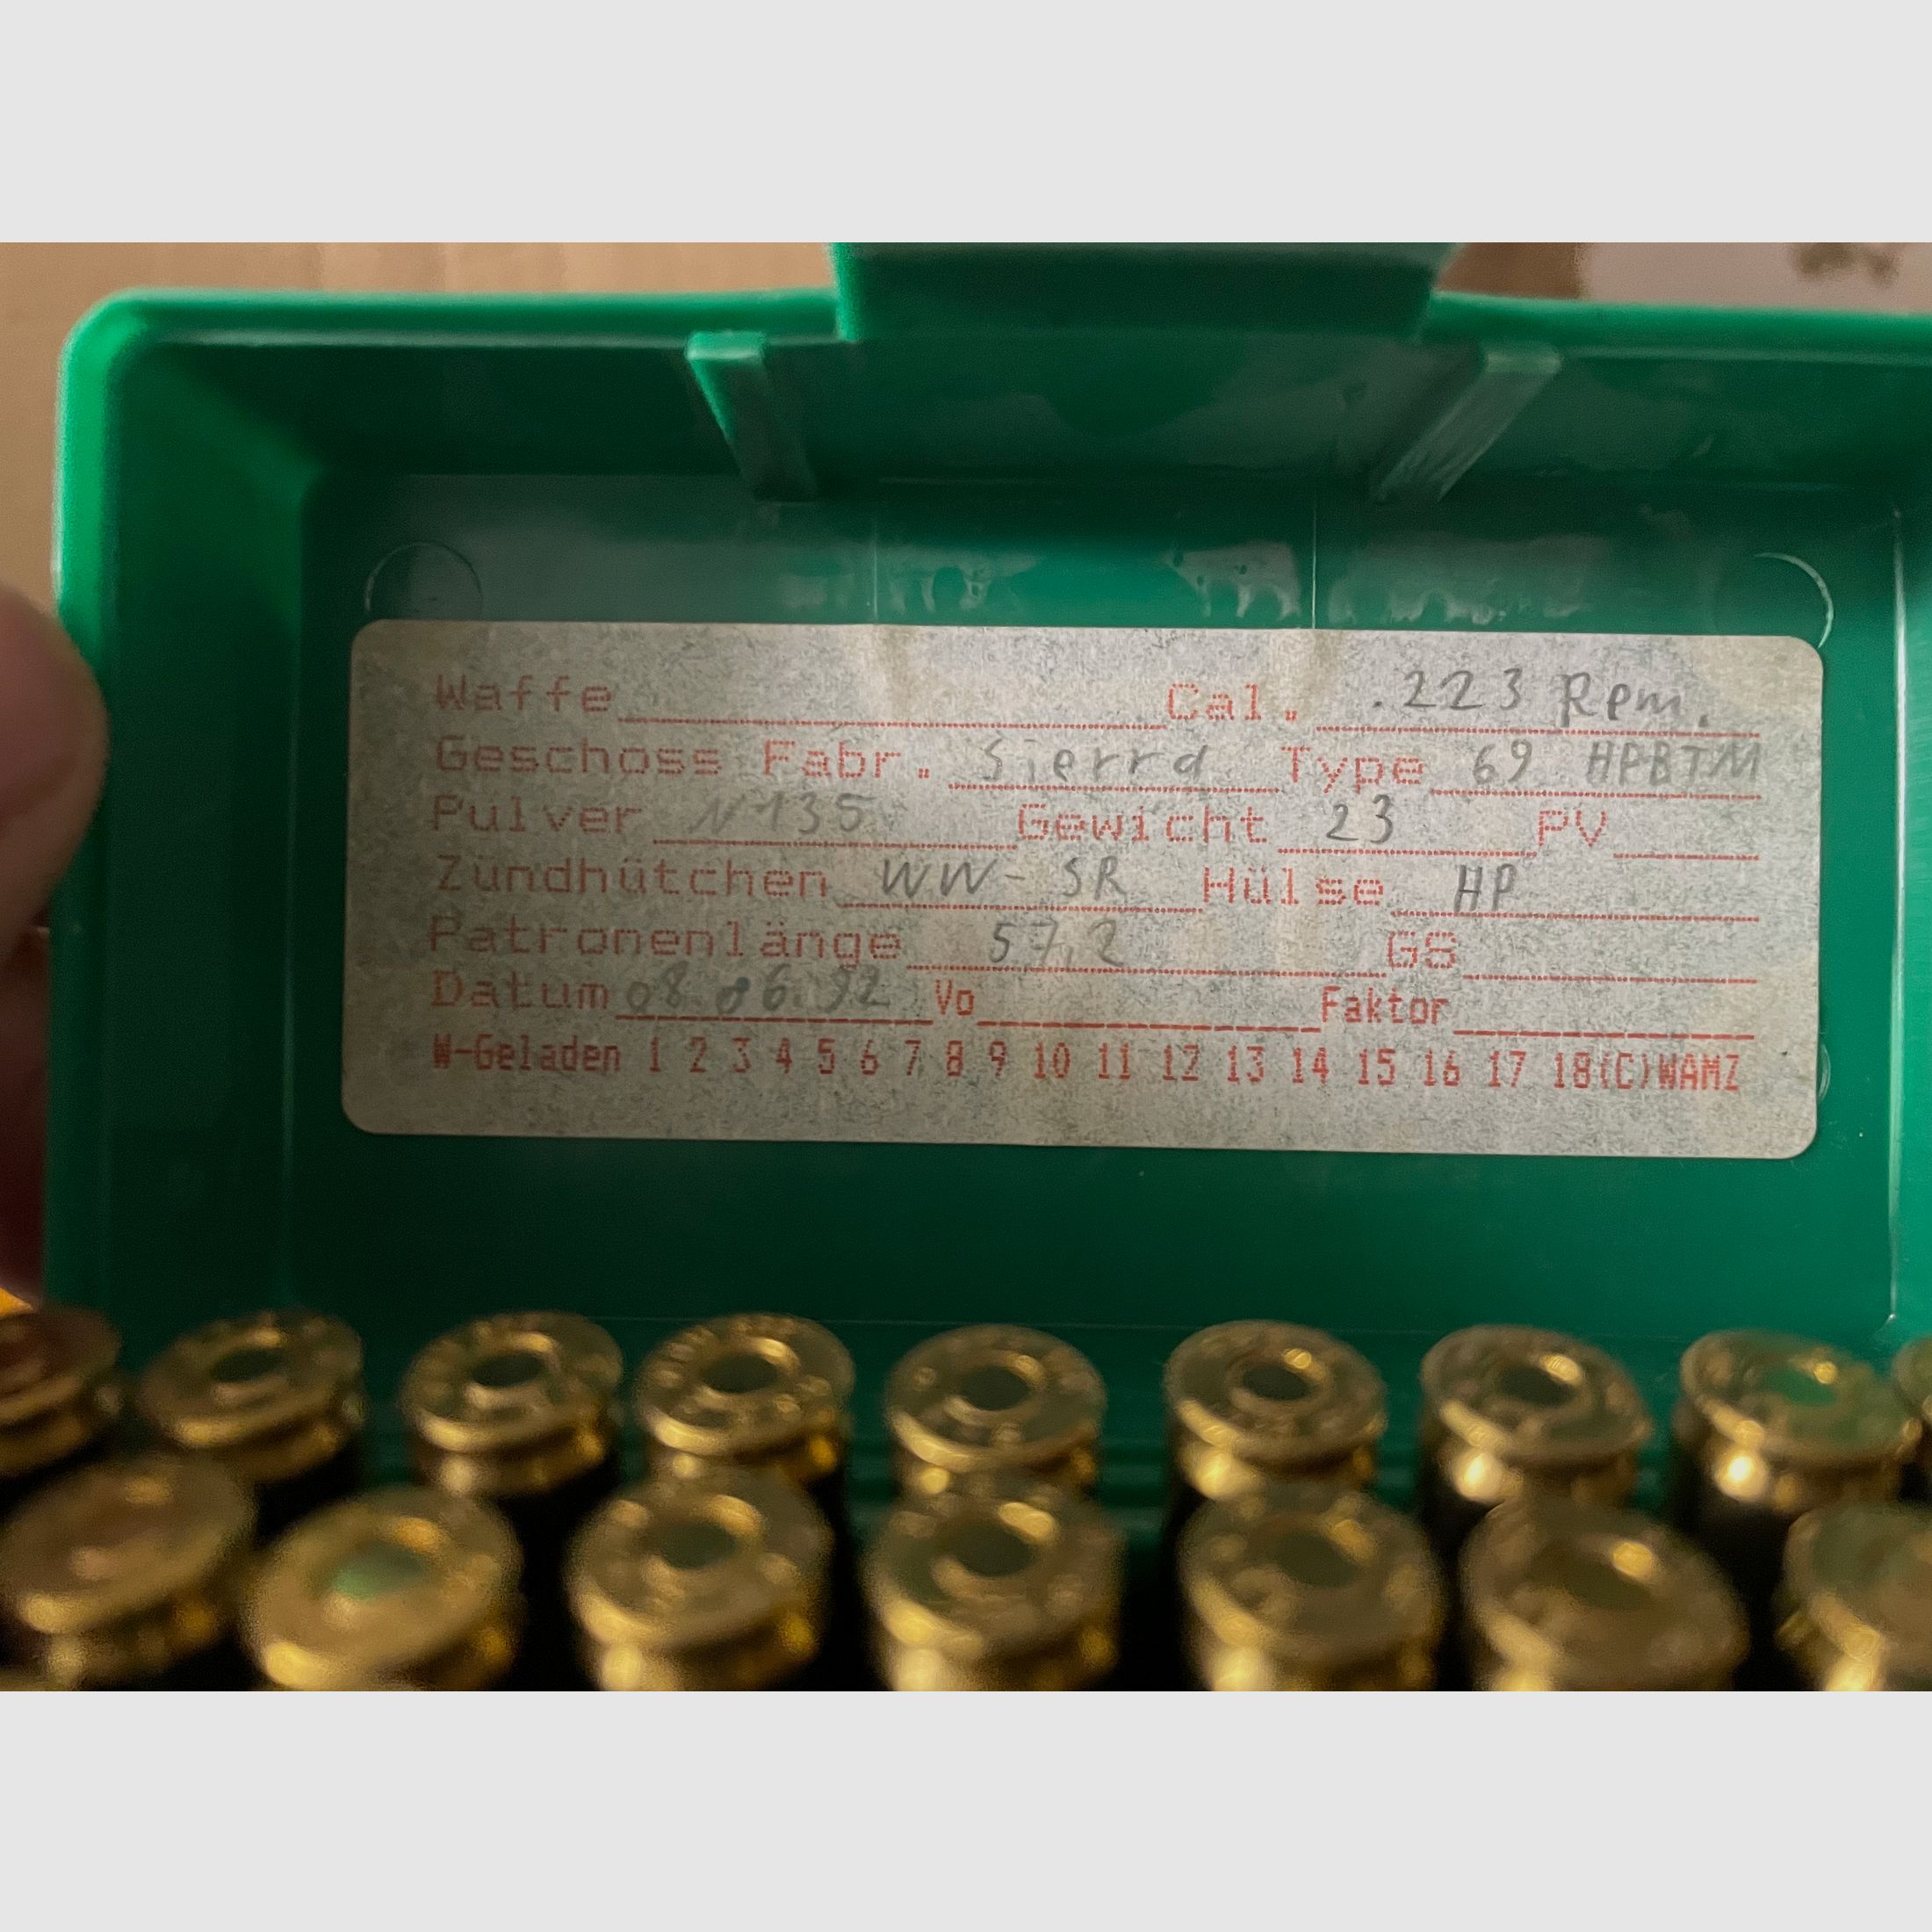 Waffe Cal. .223 Rem.
Geschoss Fabr. Sierra Type 69 HPBTM
Pulver N135 Gewicht 23 PV
Zündhütchen WW- SR Hülse HP
Patronenlänge 57,2 GS
Datum 08.06.92 Vo Faktor
W-Geladen 1 2 3 4 5 6 7 8 9 10 11 12 13 14 15 16 17 18(C)WAMZ